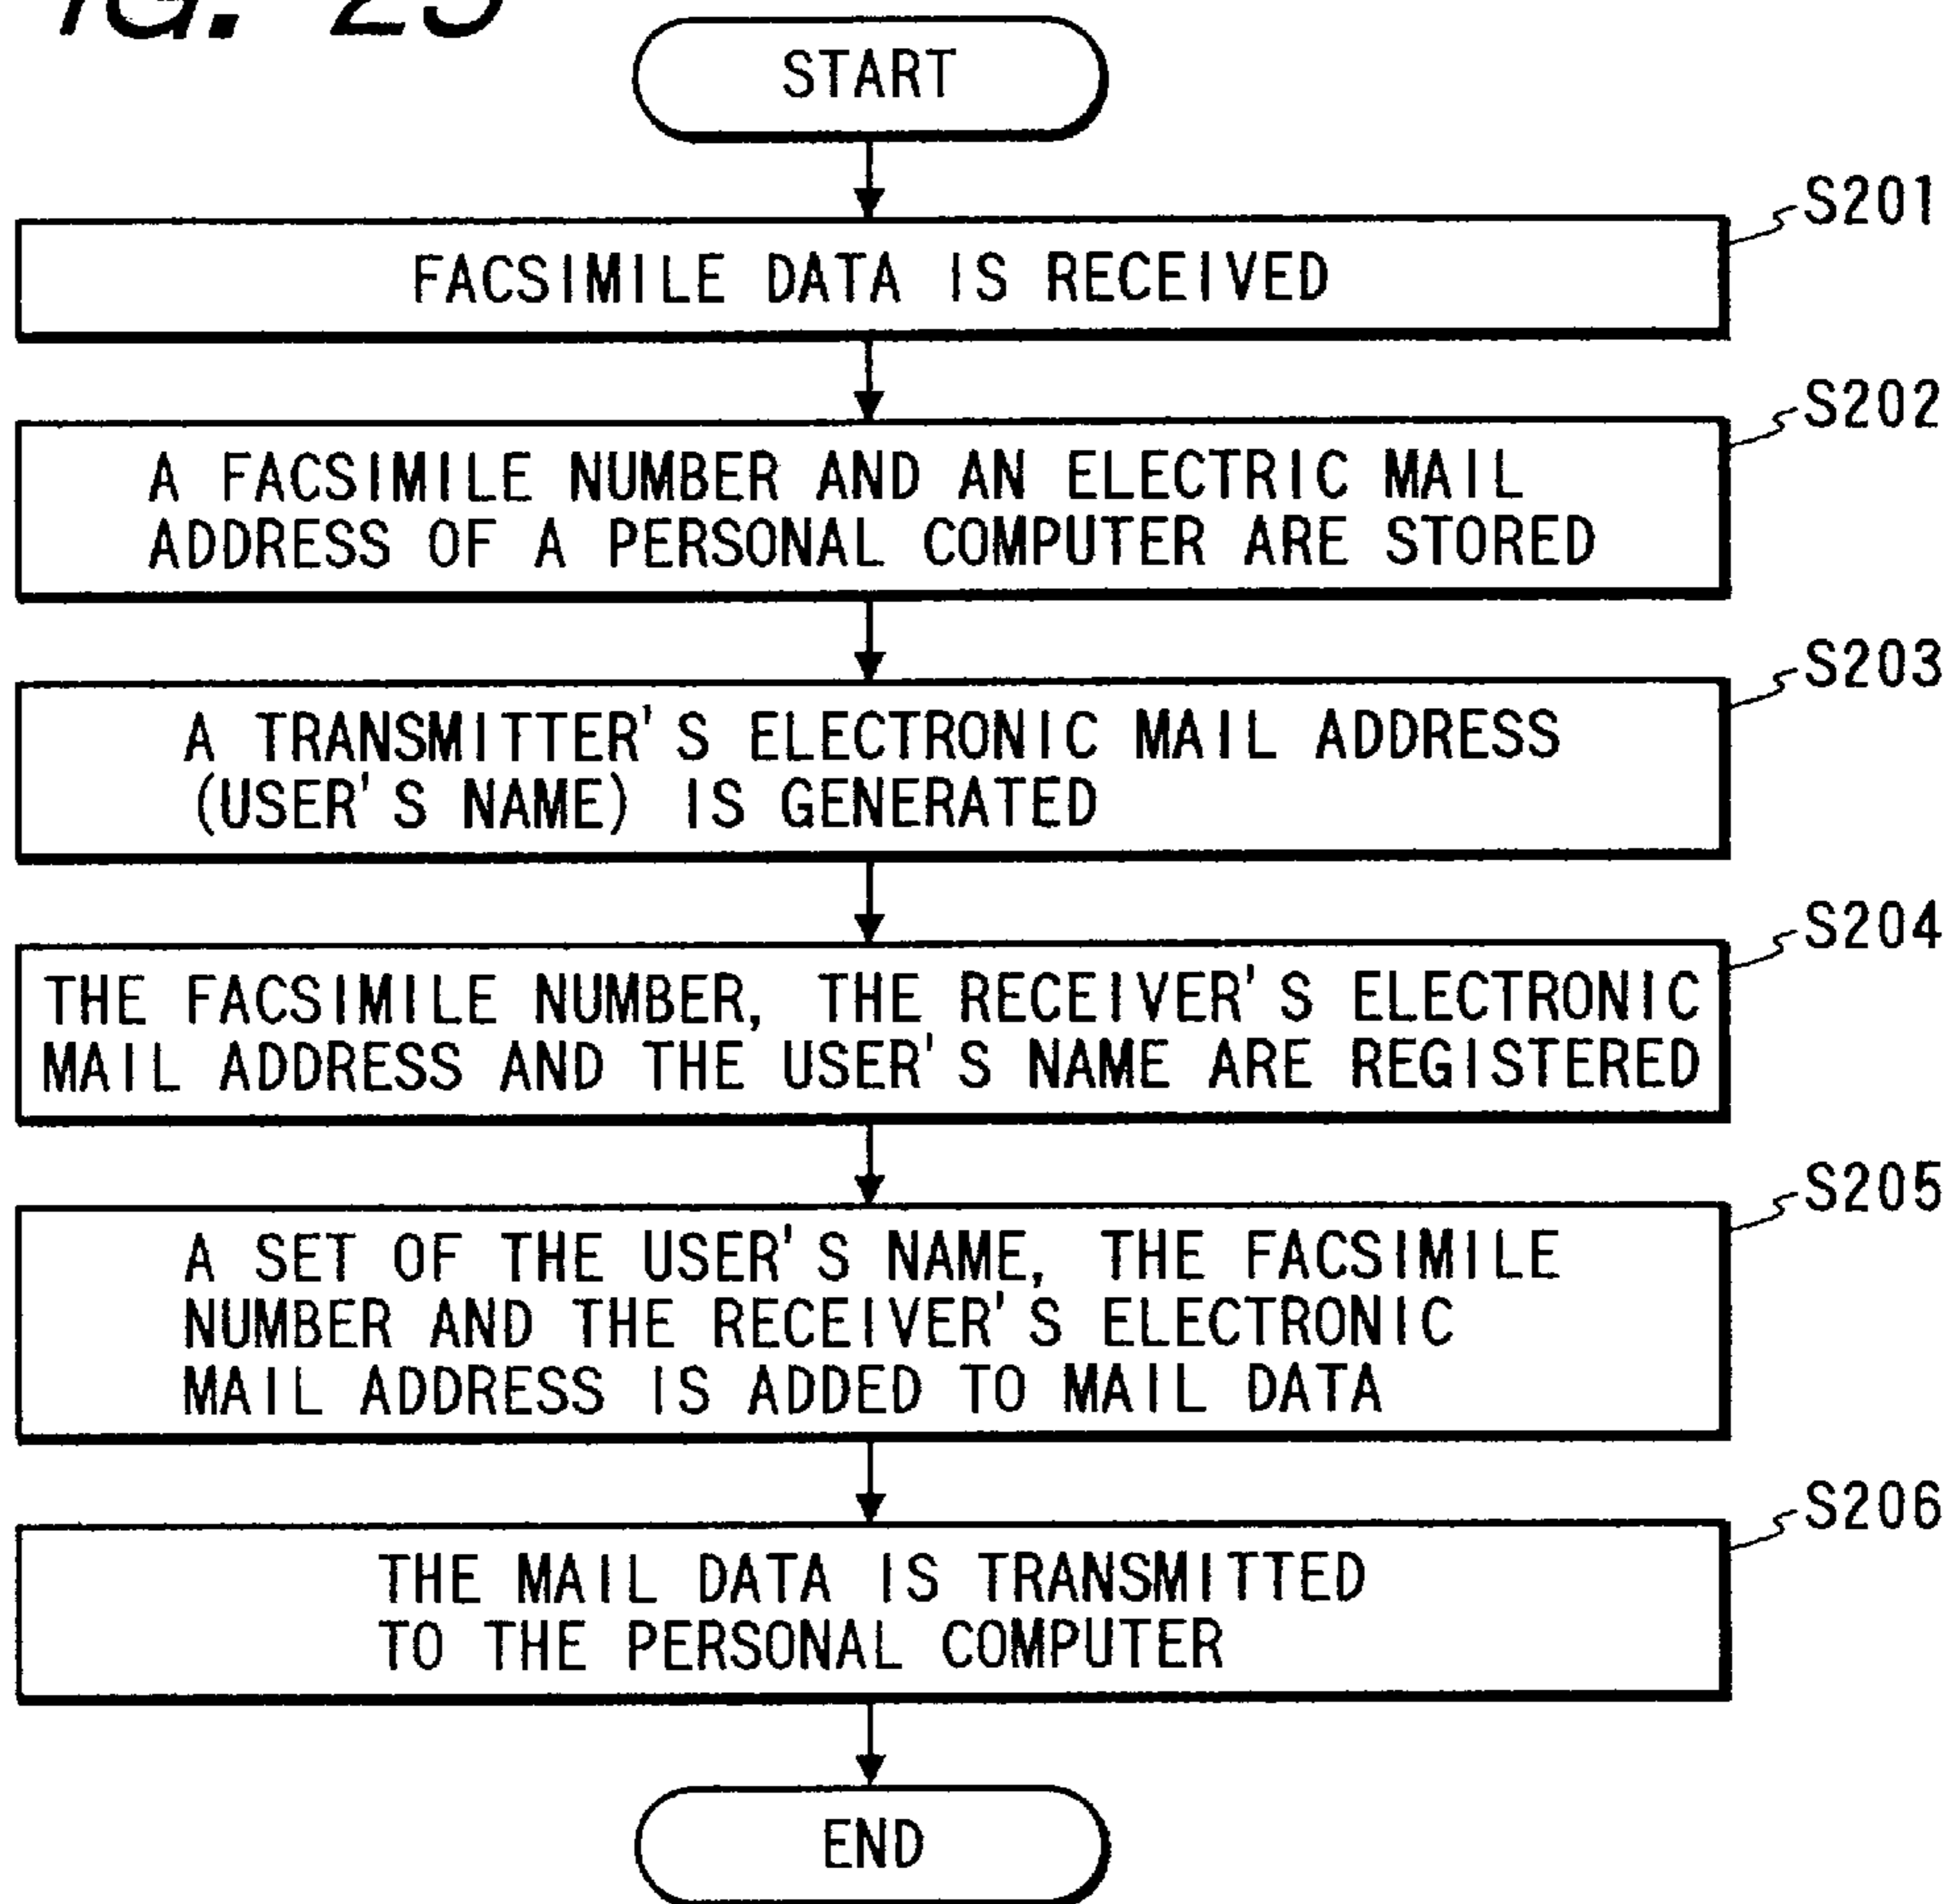 FIG. 25
START
S201
FACSIMILE DATA IS RECEIVED
S202
A FACSIMILE NUMBER AND AN ELECTRIC MAIL
ADDRESS OF A PERSONAL COMPUTER ARE STORED
S203
A TRANSMITTER'S ELECTRONIC MAIL ADDRESS
(USER'S NAME) IS GENERATED
S204
THE FACSIMILE NUMBER, THE RECEIVER'S ELECTRONIC
MAIL ADDRESS AND THE USER'S NAME ARE REGISTERED
S205
A SET OF THE USER'S NAME, THE FACSIMILE
NUMBER AND THE RECEIVER'S ELECTRONIC
MAIL ADDRESS IS ADDED TO MAIL DATA
S206
THE MAIL DATA IS TRANSMITTED
TO THE PERSONAL COMPUTER
END